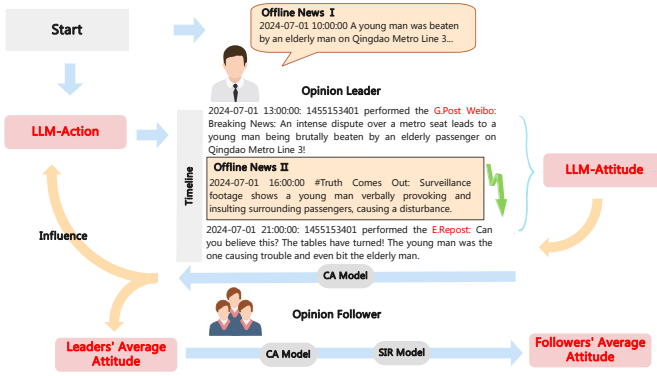 Start
Offline News I
2024-07-01 10:00:00 A young man was beaten
by an elderly man on Qingdao Metro Line 3...
Opinion Leader
LLM-Action
Timeline
2024-07-01 13:00:00: 1455153401 performed the G.Post Weibo:
Breaking News: An intense dispute over a metro seat leads to a
young man being brutally beaten by an elderly passenger on
Qingdao Metro Line 3!
Offline News II
2024-07-01 16:00:00 #Truth Comes Out: Surveillance
footage shows a young man verbally provoking and
insulting surrounding passengers, causing a disturbance.
2024-07-01 21:00:00: 1455153401 performed the E.Repost: Can
you believe this? The tables have turned! The young man was the
one causing trouble and even bit the elderly man.
LLM-Attitude
Influence
CA Model
Opinion Follower
Leaders' Average
Attitude
CA Model
SIR Model
Followers' Average
Attitude